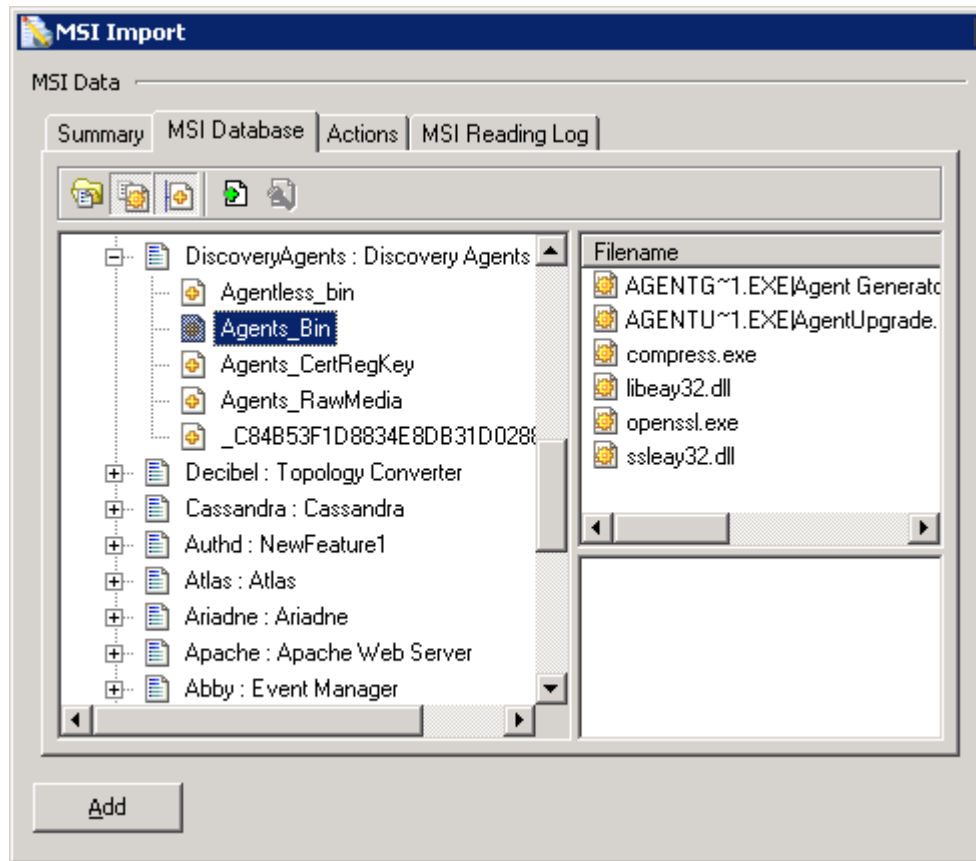 MSI Import
MSI Data
Summary
MSI Database
Actions
MSI Reading Log
DiscoveryAgents : Discovery Agents
Agentless_bin
Agents_Bin
Agents_CertRegKey
Agents_RawMedia
_C84B53F1D8834E8DB31D028
Decibel : Topology Converter
Cassandra : Cassandra
Authd : NewFeature1
Atlas : Atlas
Ariadne : Ariadne
Apache : Apache Web Server
Abby : Event Manager
Filename
AGENTG~1.EXE|Agent Generato
AGENTU~1.EXE|AgentUpgrade.
compress.exe
libeay32.dll
openssl.exe
ssleay32.dll
Add